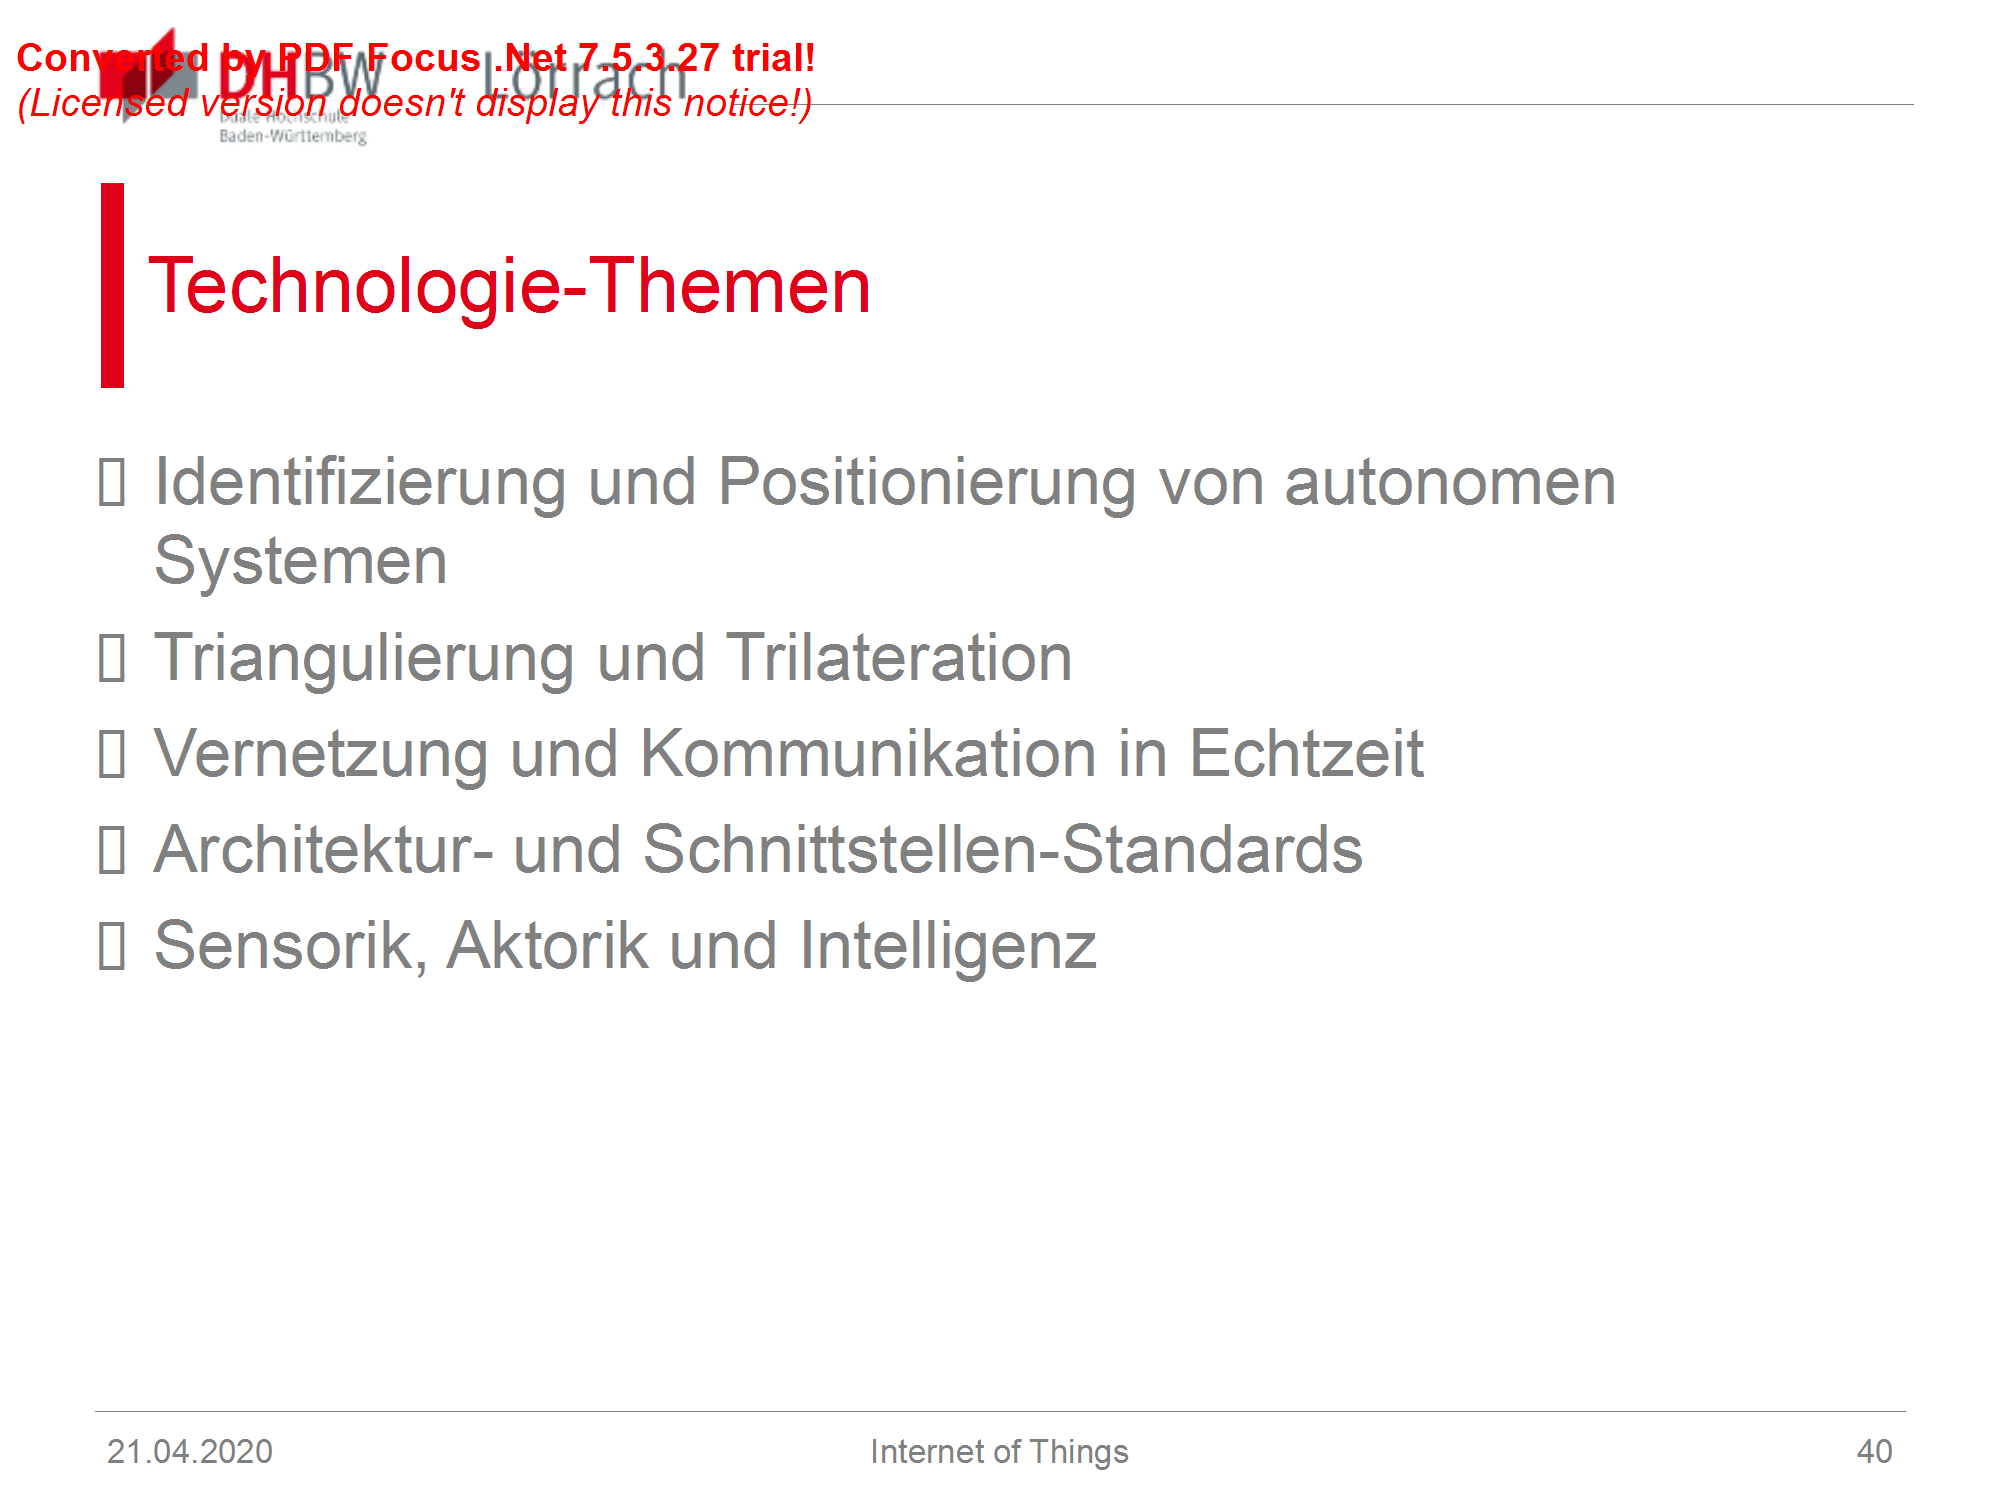 Converted by PDF Focus .Net 7.5.3.27 trial!
(Licensed version doesn't display this notice!)
DHBW Lörrach
Duale Hochschule
Baden-Württemberg
Technologie-Themen
Identifizierung und Positionierung von autonomen
Systemen
Triangulierung und Trilateration
Vernetzung und Kommunikation in Echtzeit
Architektur- und Schnittstellen-Standards
Sensorik, Aktorik und Intelligenz
21.04.2020 Internet of Things 40